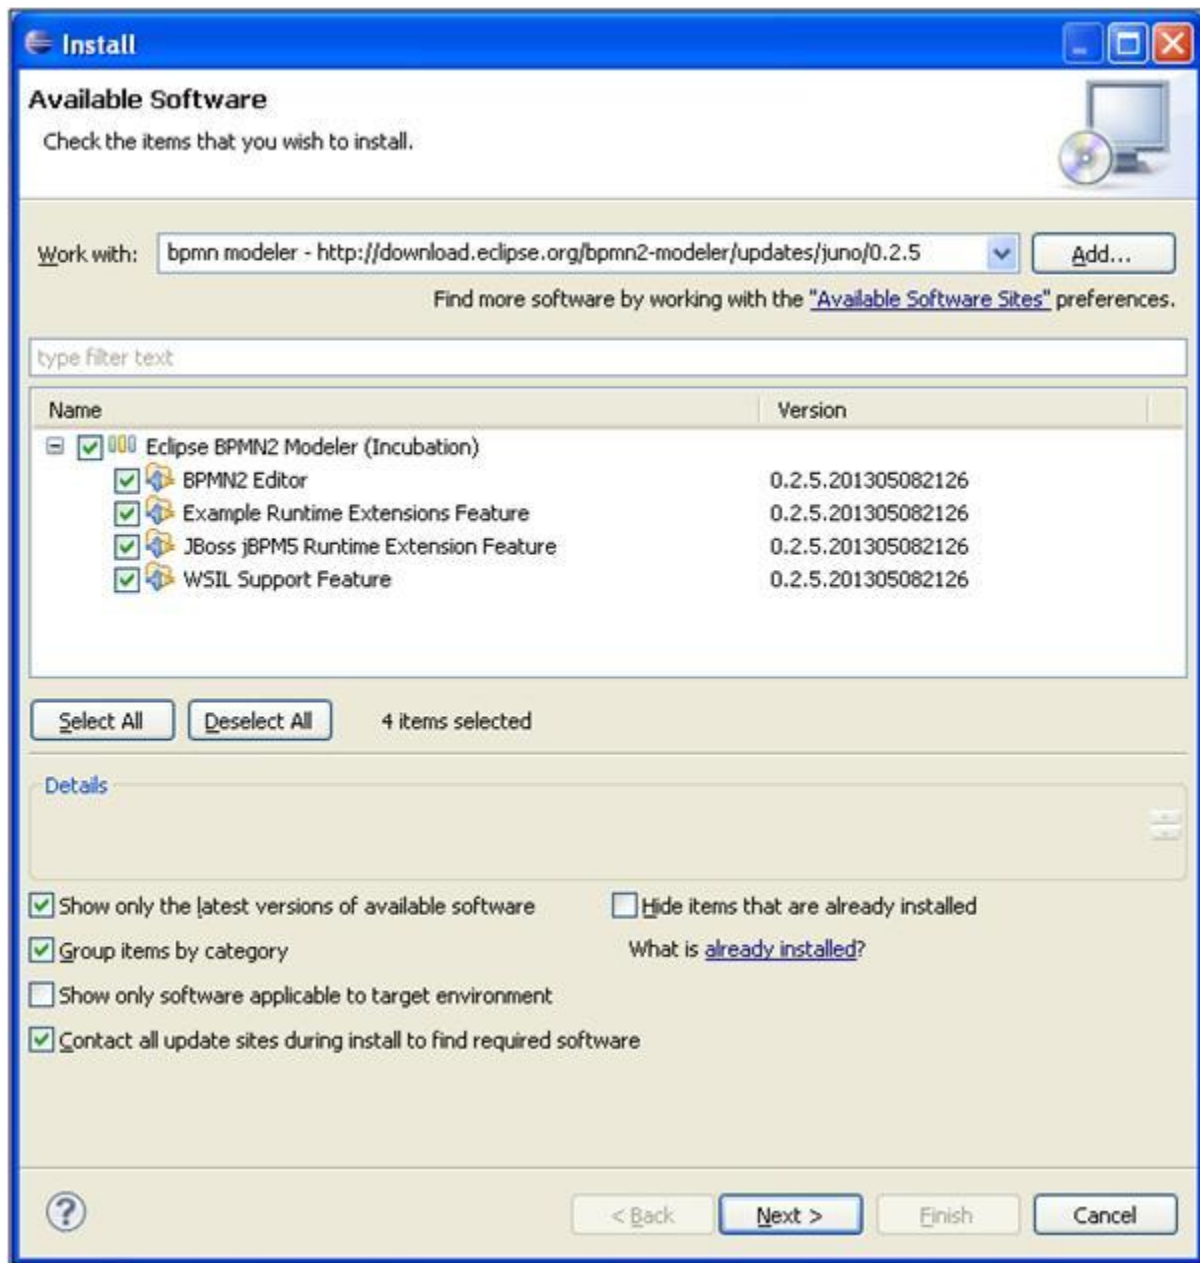 Install
Available Software
Check the items that you wish to install.
Work with: bpmn modeler - http://download.eclipse.org/bpmn2-modeler/updates/juno/0.2.5 Add...
Find more software by working with the "Available Software Sites" preferences.
type filter text
Name Version
Eclipse BPMN2 Modeler (Incubation)
BPMN2 Editor 0.2.5.201305082126
Example Runtime Extensions Feature 0.2.5.201305082126
JBoss jBPM5 Runtime Extension Feature 0.2.5.201305082126
WSIL Support Feature 0.2.5.201305082126
Select All Deselect All 4 items selected
Details
Show only the latest versions of available software Hide items that are already installed
Group items by category What is already installed?
Show only software applicable to target environment
Contact all update sites during install to find required software
? < Back Next > Finish Cancel